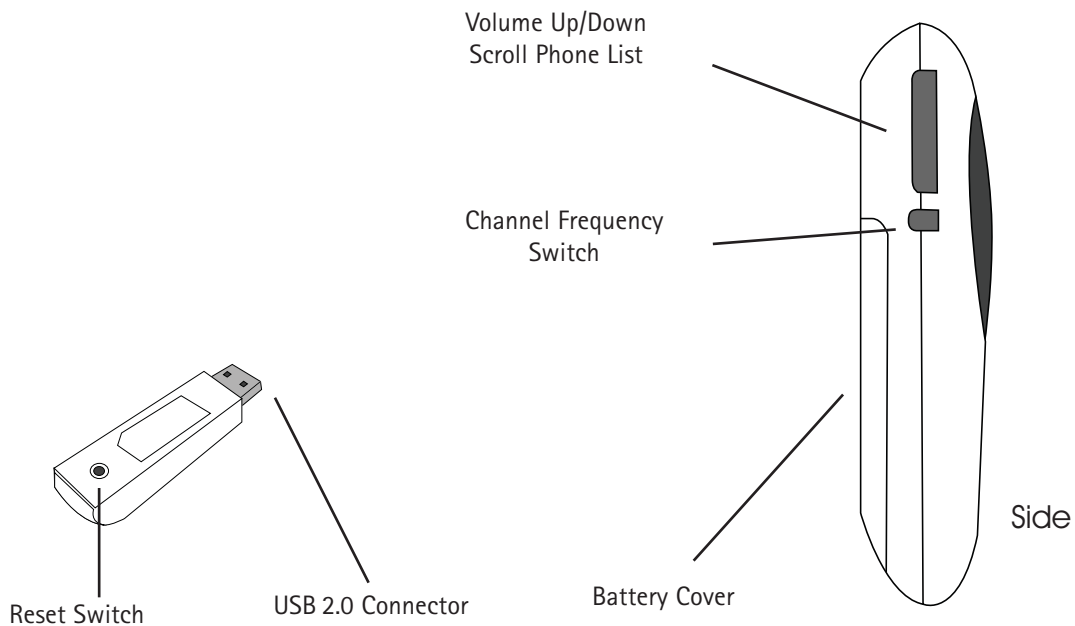 Volume Up/Down
Scroll Phone List
Channel Frequency
Switch
Side
Battery Cover
USB 2.0 Connector
Reset Switch